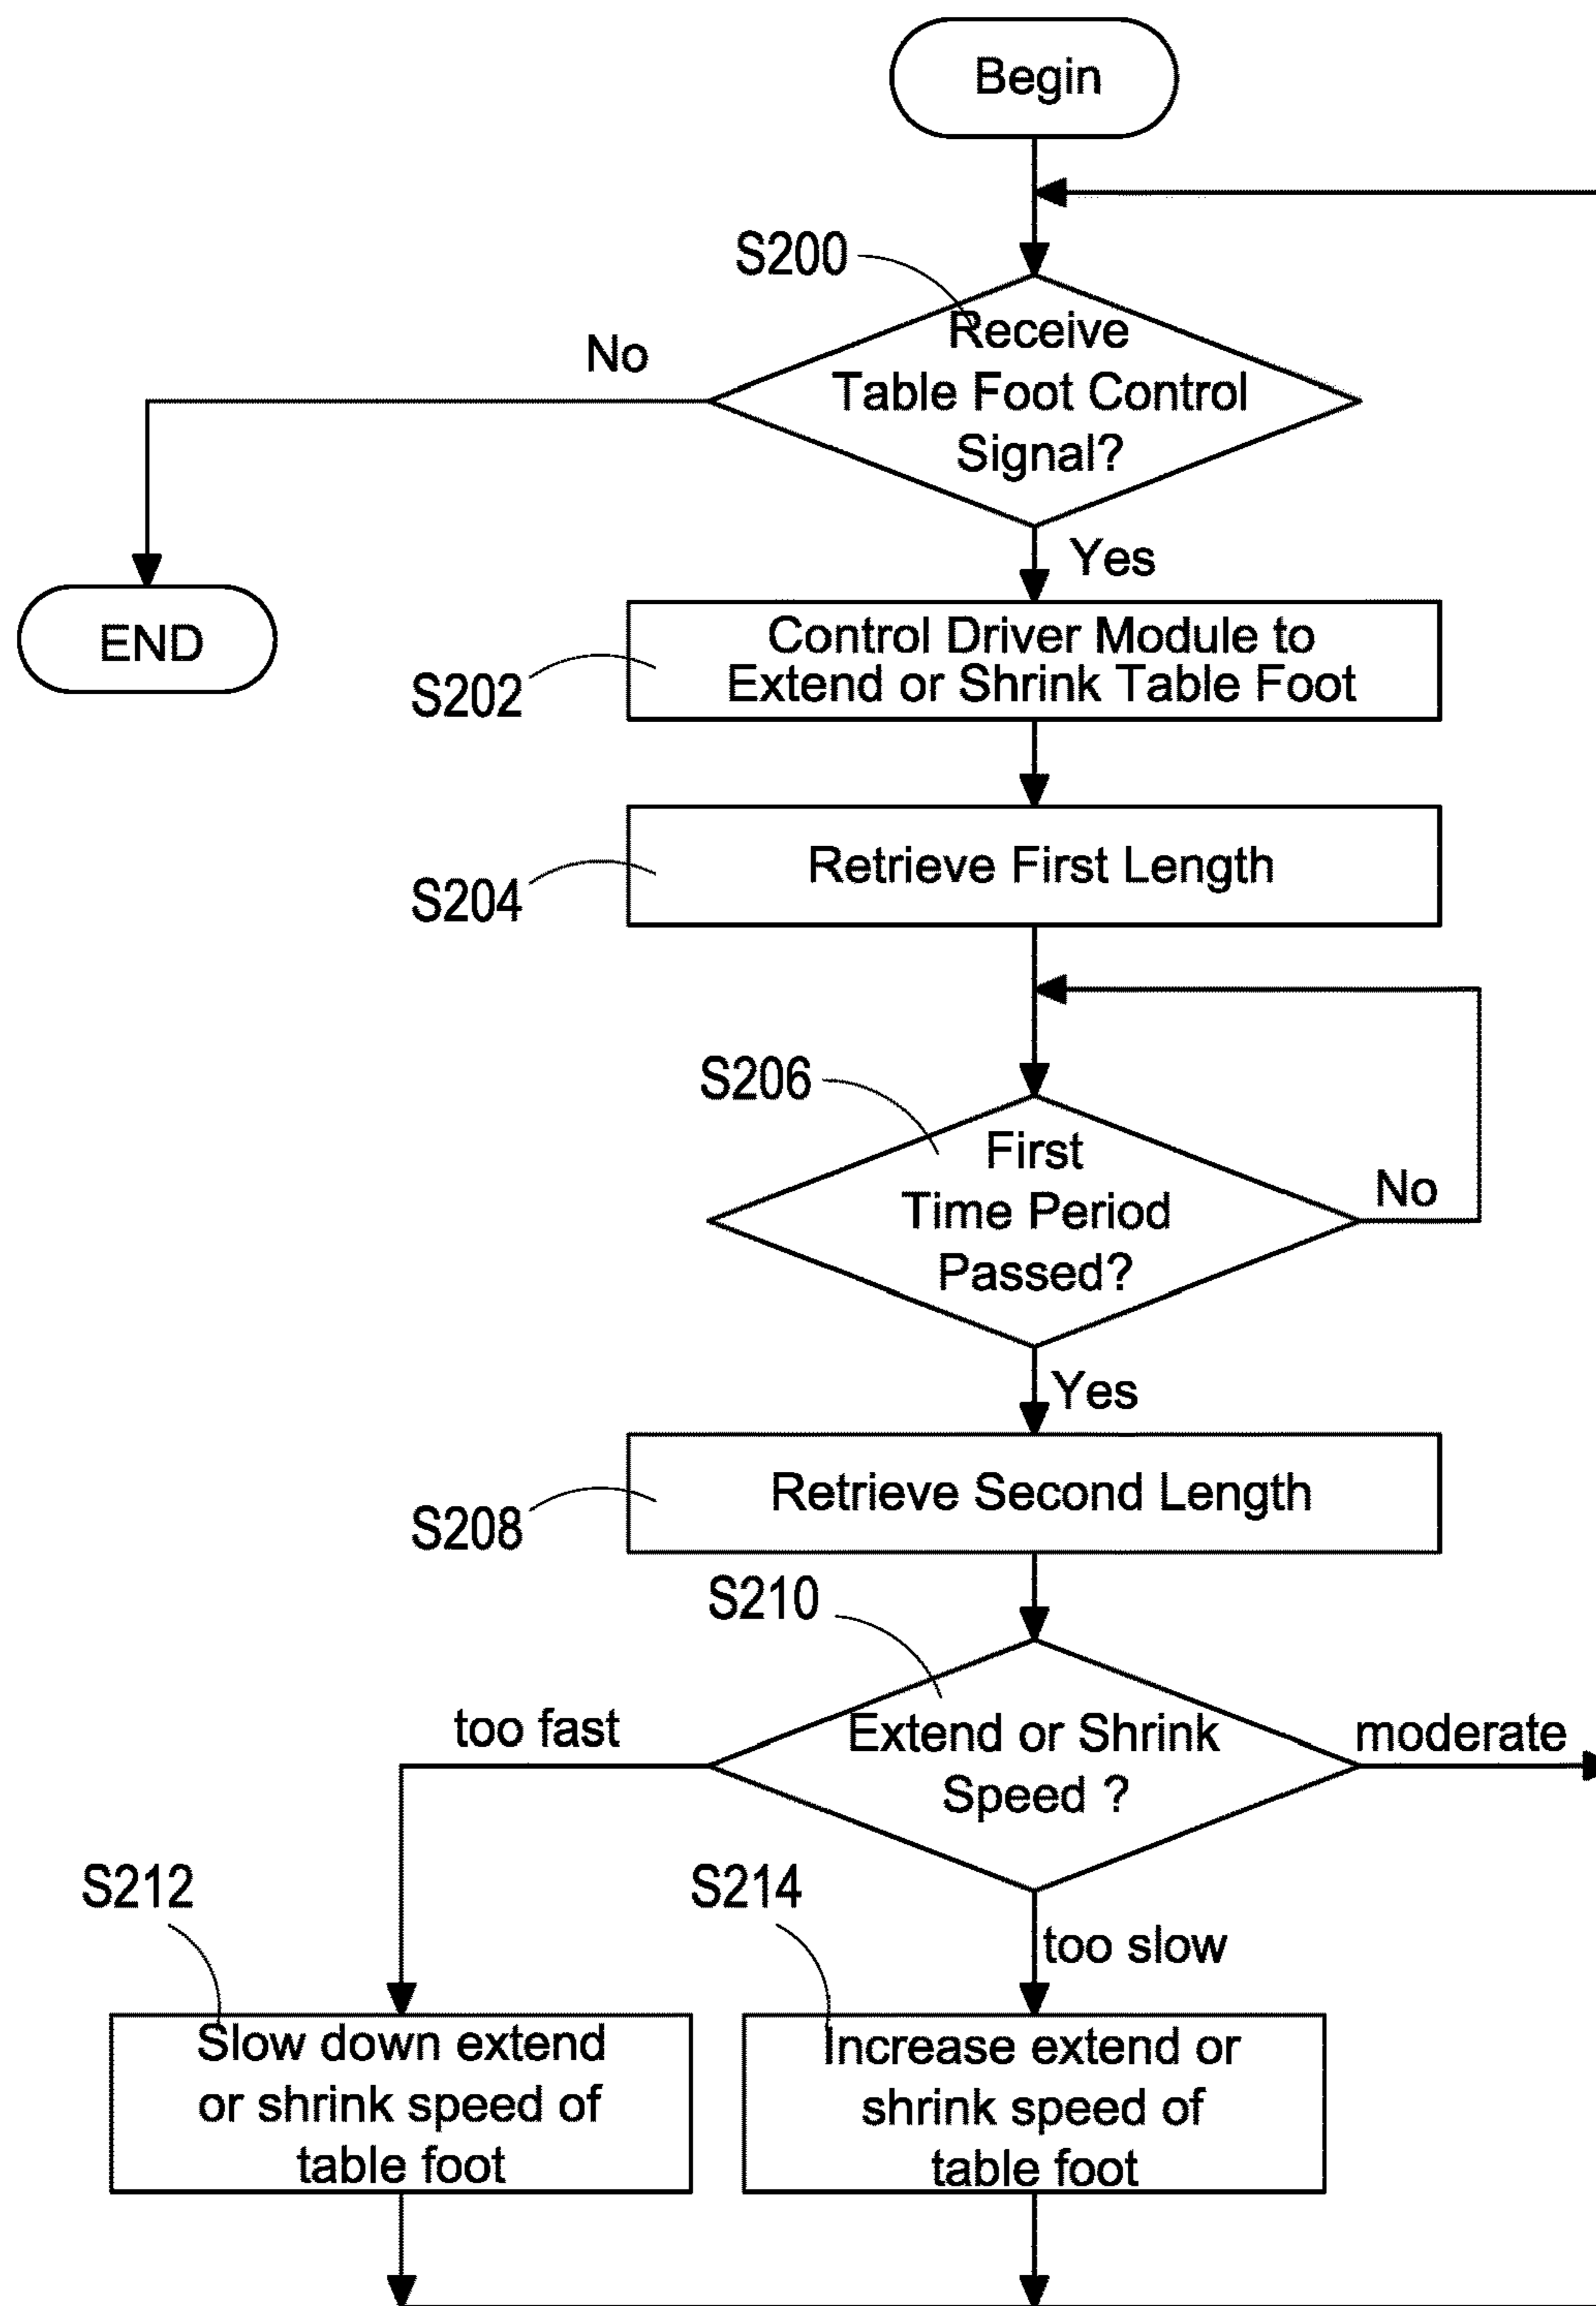 Begin
S200
Receive
Table Foot Control
Signal?
No
Yes
END
Control Driver Module to
Extend or Shrink Table Foot
S202
Retrieve First Length
S204
S206
First
Time Period
Passed?
No
Yes
Retrieve Second Length
S208
S210
too fast
Extend or Shrink
Speed ?
moderate
S212
S214
too slow
Slow down extend
or shrink speed of
table foot
Increase extend or
shrink speed of
table foot